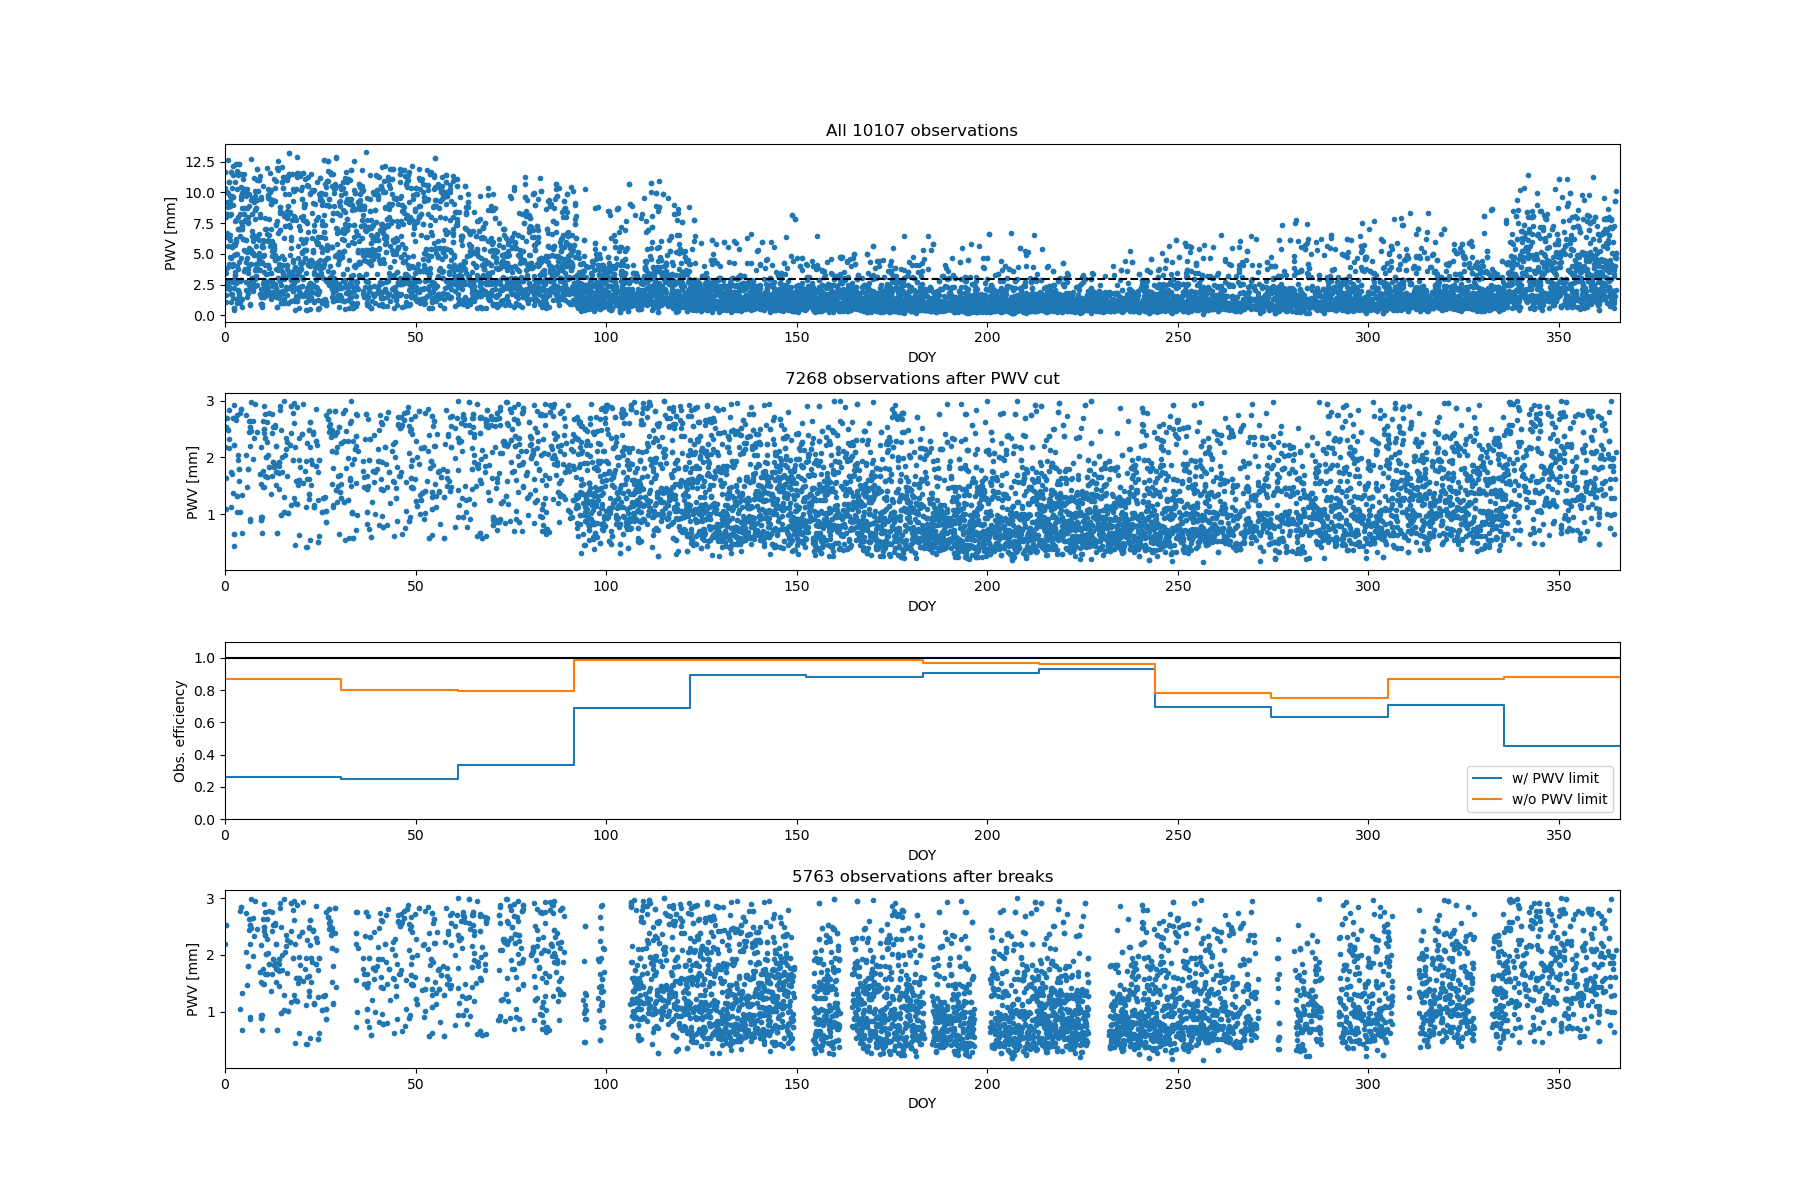 All 10107 observations
PWV [mm]
12.5
10.0
7.5
5.0
2.5
0.0
0 50 100 150 200 250 300 350
DOY
7268 observations after PWV cut
PWV [mm]
3
2
1
0 50 100 150 200 250 300 350
DOY
Obs. efficiency
1.0
0.8
0.6
0.4
0.2
0.0
w/ PWV limit
w/o PWV limit
0 50 100 150 200 250 300 350
DOY
5763 observations after breaks
PWV [mm]
3
2
1
0 50 100 150 200 250 300 350
DOY